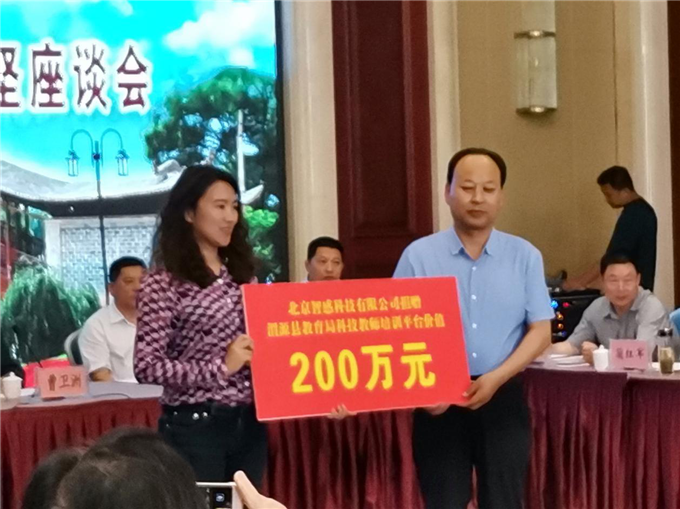 座谈会
北京智感科技有限公司捐赠
渭源县教育局科技教师培训平台价值
200万元
曹卫洲